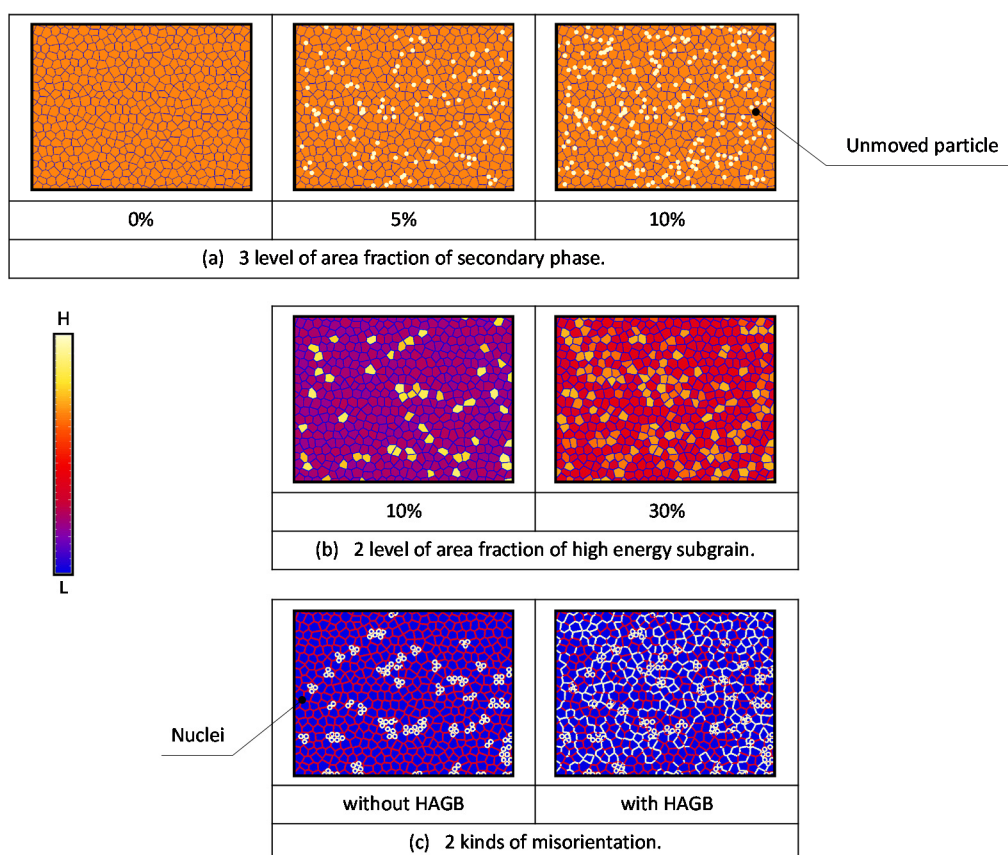 Unmoved particle
0%
5%
10%
(a) 3 level of area fraction of secondary phase.
H
L
10%
30%
(b) 2 level of area fraction of high energy subgrain.
Nuclei
without HAGB
with HAGB
(c) 2 kinds of misorientation.